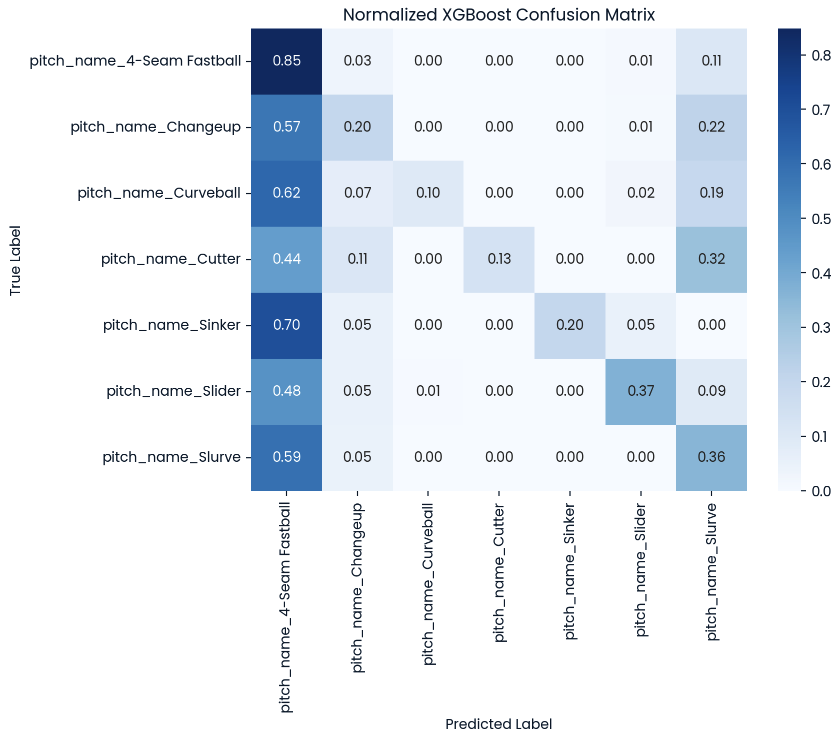 Normalized XGBoost Confusion Matrix
pitch_name_4-Seam Fastball 0.85 0.03 0.00 0.00 0.00 0.01 0.11
pitch_name_Changeup 0.57 0.20 0.00 0.00 0.00 0.01 0.22
pitch_name_Curveball 0.62 0.07 0.10 0.00 0.00 0.02 0.19
pitch_name_Cutter 0.44 0.11 0.00 0.13 0.00 0.00 0.32
pitch_name_Sinker 0.70 0.05 0.00 0.00 0.20 0.05 0.00
pitch_name_Slider 0.48 0.05 0.01 0.00 0.00 0.37 0.09
pitch_name_Slurve 0.59 0.05 0.00 0.00 0.00 0.00 0.36
True Label
pitch_name_4-Seam Fastball
pitch_name_Changeup
pitch_name_Curveball
pitch_name_Cutter
pitch_name_Sinker
pitch_name_Slider
pitch_name_Slurve
Predicted Label
0.8
0.7
0.6
0.5
0.4
0.3
0.2
0.1
0.0